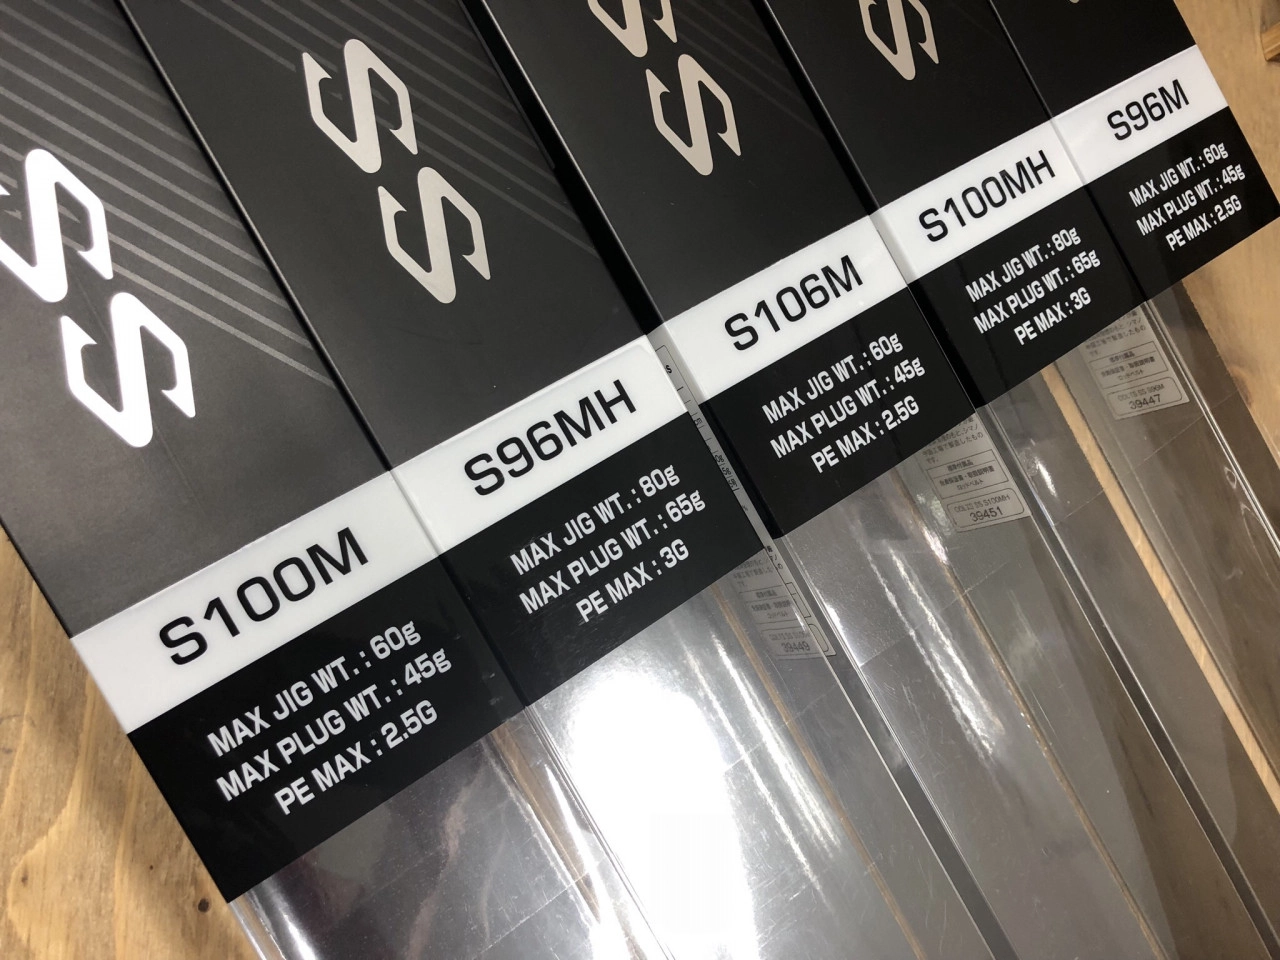 SS
S100M
MAX JIG WT. : 60g
MAX PLUG WT. : 45g
PE MAX : 2.5G
SS
S96MH
MAX JIG WT. : 80g
MAX PLUG WT. : 65g
PE MAX : 3G
SS
S106M
MAX JIG WT. : 60g
MAX PLUG WT. : 45g
PE MAX : 2.5G
S
S100MH
MAX JIG WT. : 80g
MAX PLUG WT. : 65g
PE MAX : 3G
S96M
MAX JIG WT. : 60g
MAX PLUG WT. : 45g
PE MAX : 2.5G
39449
39451
39447